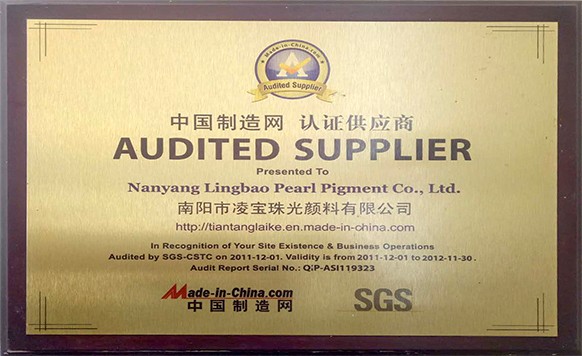 Made-in-China.com
Audited Supplier
中国制造网 认证供应商
AUDITED SUPPLIER
Presented To
Nanyang Lingbao Pearl Pigment Co., Ltd.
南阳市凌宝珠光颜料有限公司
http://tiantanglaike.en.made-in-china.com
In Recognition of Your Site Existence & Business Operations
Audited by SGS-CSTC on 2011-12-01. Validity is from 2011-12-01 to 2012-11-30.
Audit Report Serial No.: QIP-ASI119323
Made-in-China.com
中国制造网
SGS